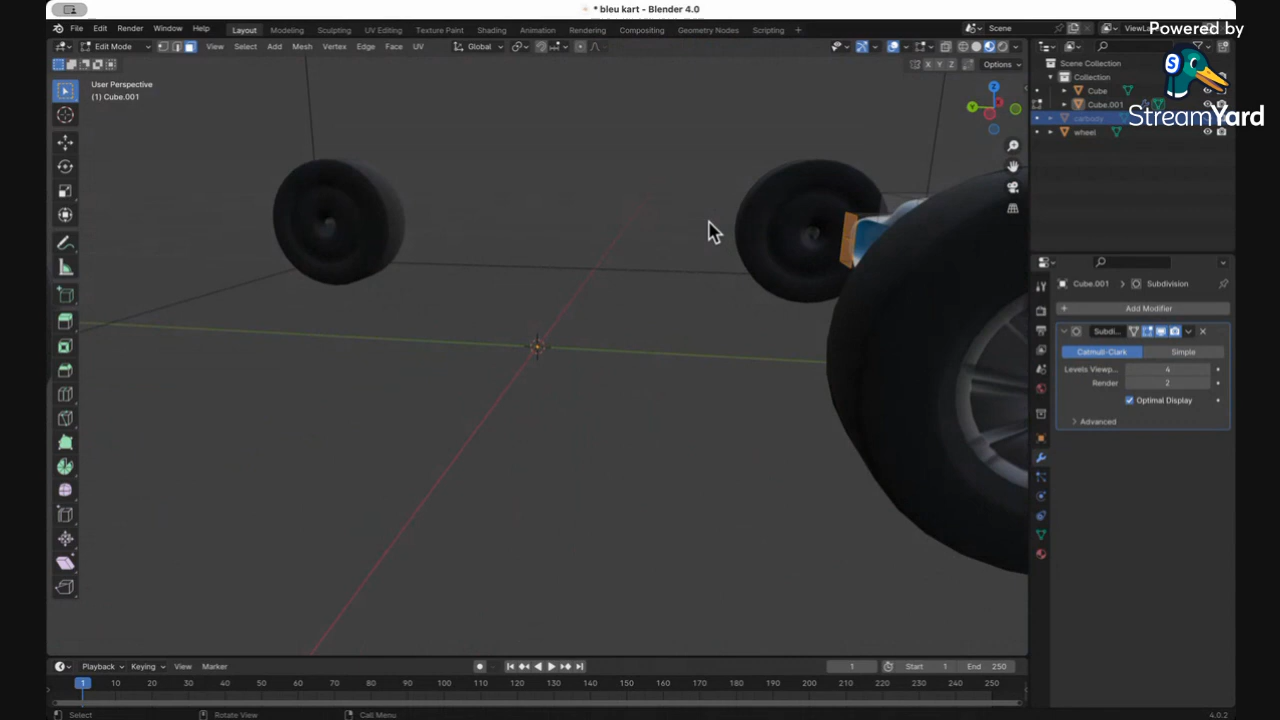 * bleu kart - Blender 4.0
File Edit Render Window Help
Layout Modeling Sculpting UV Editing Texture Paint Shading Animation Rendering Compositing Geometry Nodes Scripting +
Scene
Powered by
StreamYard
Edit Mode View Select Add Mesh Vertex Edge Face UV
Global
X Y Z
Options
User Perspective
(1) Cube.001
Scene Collection
Collection
Cube
Cube.001
carbody
wheel
Cube.001 > Subdivision
Add Modifier
Subdi...
Catmull-Clark Simple
Levels Viewp... 4
Render 2
Optimal Display
Advanced
Playback Keying View Marker
1 Start 1 End 250
1 10 20 30 40 50 60 70 80 90 100 110 120 130 140 150 160 170 180 190 200 210 220 230 240 250
Select Rotate View Call Menu
4.0.2